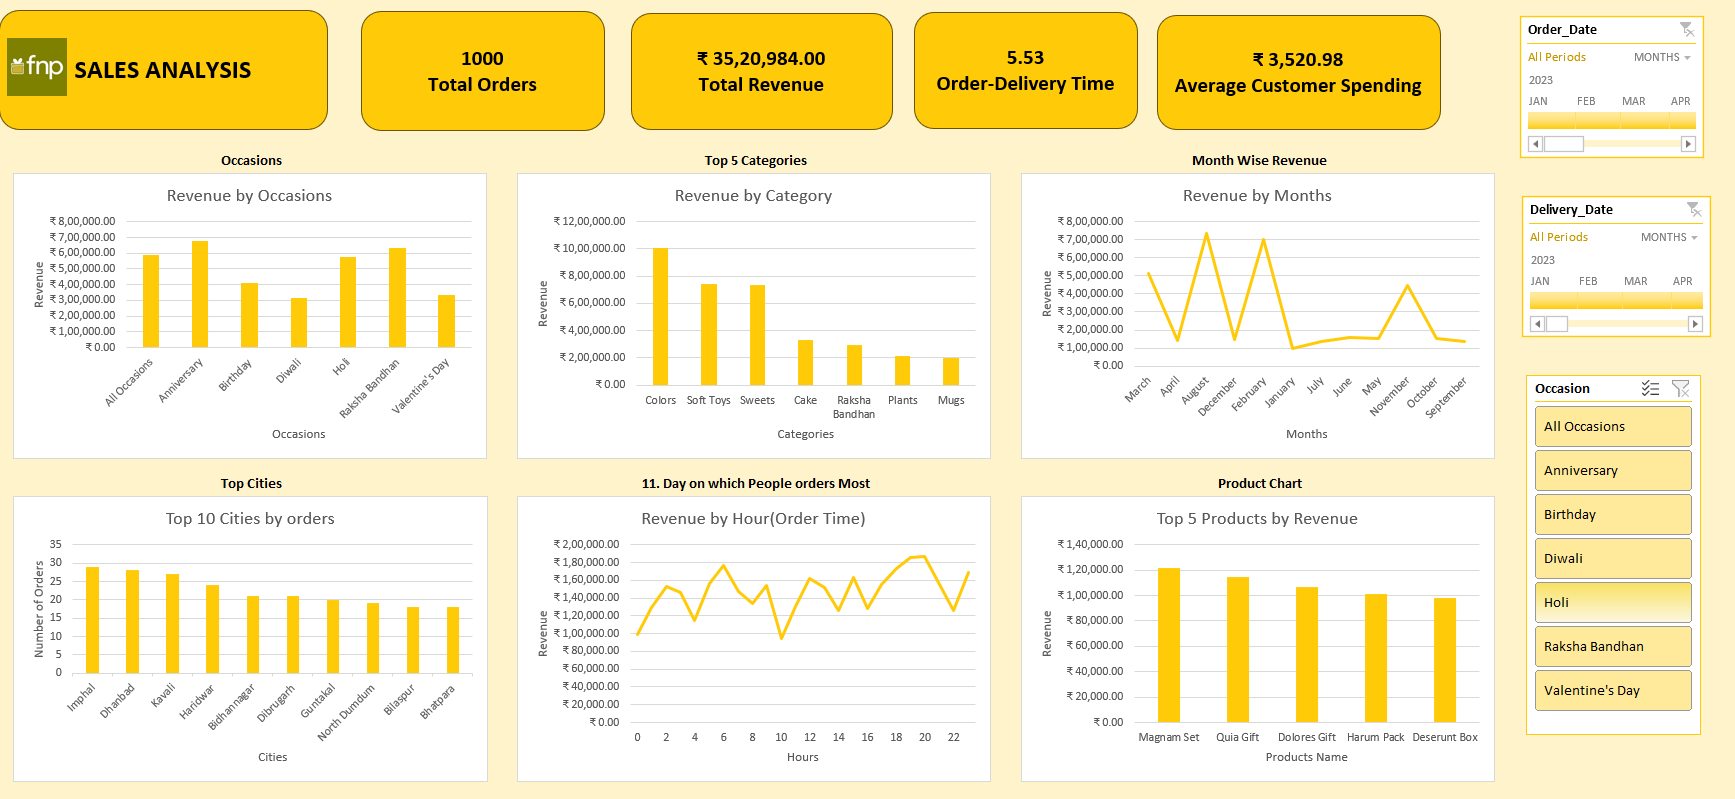 fnp
SALES ANALYSIS
1000
Total Orders
₹ 35,20,984.00
Total Revenue
5.53
Order-Delivery Time
₹ 3,520.98
Average Customer Spending
Order_Date
All Periods MONTHS
2023
JAN FEB MAR APR
Occasions
Revenue by Occasions
₹ 8,00,000.00
₹ 7,00,000.00
₹ 6,00,000.00
₹ 5,00,000.00
₹ 4,00,000.00
₹ 3,00,000.00
₹ 2,00,000.00
₹ 1,00,000.00
₹ 0.00
Revenue
All Occasions
Anniversary
Birthday
Diwali
Holi
Raksha Bandhan
Valentine's Day
Occasions
Top 5 Categories
Revenue by Category
₹ 12,00,000.00
₹ 10,00,000.00
₹ 8,00,000.00
₹ 6,00,000.00
₹ 4,00,000.00
₹ 2,00,000.00
₹ 0.00
Revenue
Colors
Soft Toys
Sweets
Cake
Raksha
Bandhan
Plants
Mugs
Categories
Month Wise Revenue
Revenue by Months
₹ 8,00,000.00
₹ 7,00,000.00
₹ 6,00,000.00
₹ 5,00,000.00
₹ 4,00,000.00
₹ 3,00,000.00
₹ 2,00,000.00
₹ 1,00,000.00
₹ 0.00
Revenue
March
April
August
December
February
January
July
June
May
November
October
September
Months
Delivery_Date
All Periods MONTHS
2023
JAN FEB MAR APR
Occasion
All Occasions
Anniversary
Birthday
Diwali
Holi
Raksha Bandhan
Valentine's Day
Top Cities
Top 10 Cities by orders
35
30
25
20
15
10
5
0
Number of Orders
Imphal
Dhanbad
Kavali
Haridwar
Bidhannagar
Dibrugarh
Guntakal
North Dumdum
Bilaspur
Bhatpara
Cities
11. Day on which People orders Most
Revenue by Hour(Order Time)
₹ 2,00,000.00
₹ 1,80,000.00
₹ 1,60,000.00
₹ 1,40,000.00
₹ 1,20,000.00
₹ 1,00,000.00
₹ 80,000.00
₹ 60,000.00
₹ 40,000.00
₹ 20,000.00
₹ 0.00
Revenue
0 2 4 6 8 10 12 14 16 18 20 22
Hours
Product Chart
Top 5 Products by Revenue
₹ 1,40,000.00
₹ 1,20,000.00
₹ 1,00,000.00
₹ 80,000.00
₹ 60,000.00
₹ 40,000.00
₹ 20,000.00
₹ 0.00
Revenue
Magnam Set Quia Gift Dolores Gift Harum Pack Deserunt Box
Products Name